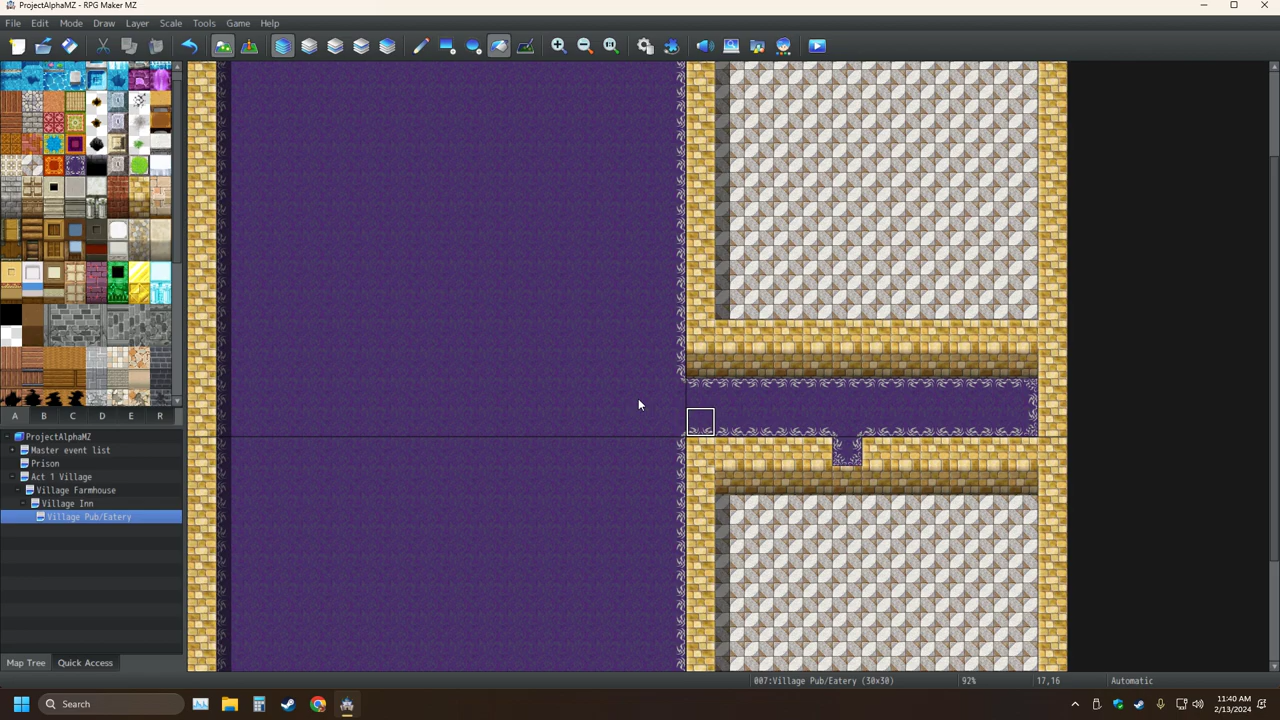 ProjectAlphaMZ - RPG Maker MZ
File Edit Mode Draw Layer Scale Tools Game Help
A B C D E R
ProjectAlphaMZ
Master event list
Prison
Act 1 Village
Village Farmhouse
Village Inn
Village Pub/Eatery
Map Tree Quick Access
007:Village Pub/Eatery (30×30) 92% 17,16 Automatic
Search
11:40 AM
2/13/2024